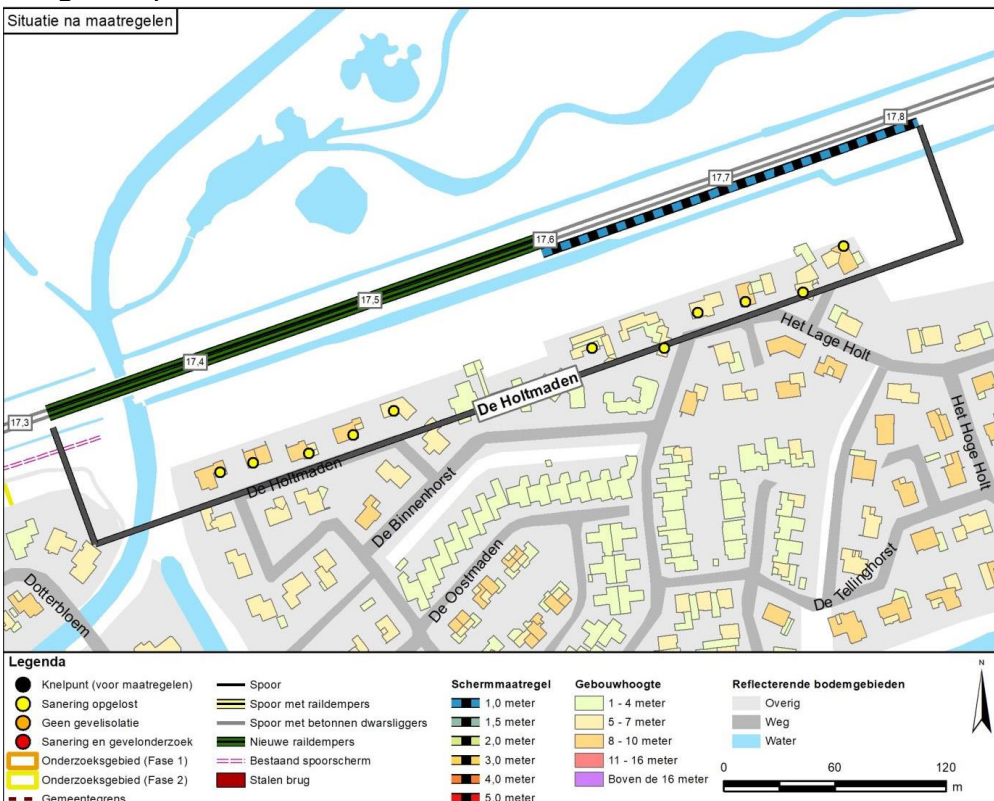 Situatie na maatregelen
17,8
17,7
17,6
17,5
17,4
17,3
De Holtmaden
Het Lage Holt
Het Hoge Holt
De Holtmaden
De Binnenhorst
De Oostmaden
De Tellinghorst
Dotterbloem
Legenda
Knelpunt (voor maatregelen)
Sanering opgelost
Geen gevelisolatie
Sanering en gevelonderzoek
Onderzoeksgebied (Fase 1)
Onderzoeksgebied (Fase 2)
Gemeentegrens
Spoor
Spoor met raildempers
Spoor met betonnen dwarsliggers
Nieuwe raildempers
Bestaand spoorscherm
Stalen brug
Schermmaatregel
1,0 meter
1,5 meter
2,0 meter
3,0 meter
4,0 meter
5,0 meter
Gebouwhoogte
1 - 4 meter
5 - 7 meter
8 - 10 meter
11 - 16 meter
Boven de 16 meter
Reflecterende bodemgebieden
Overig
Weg
Water
N
0 60 120
m